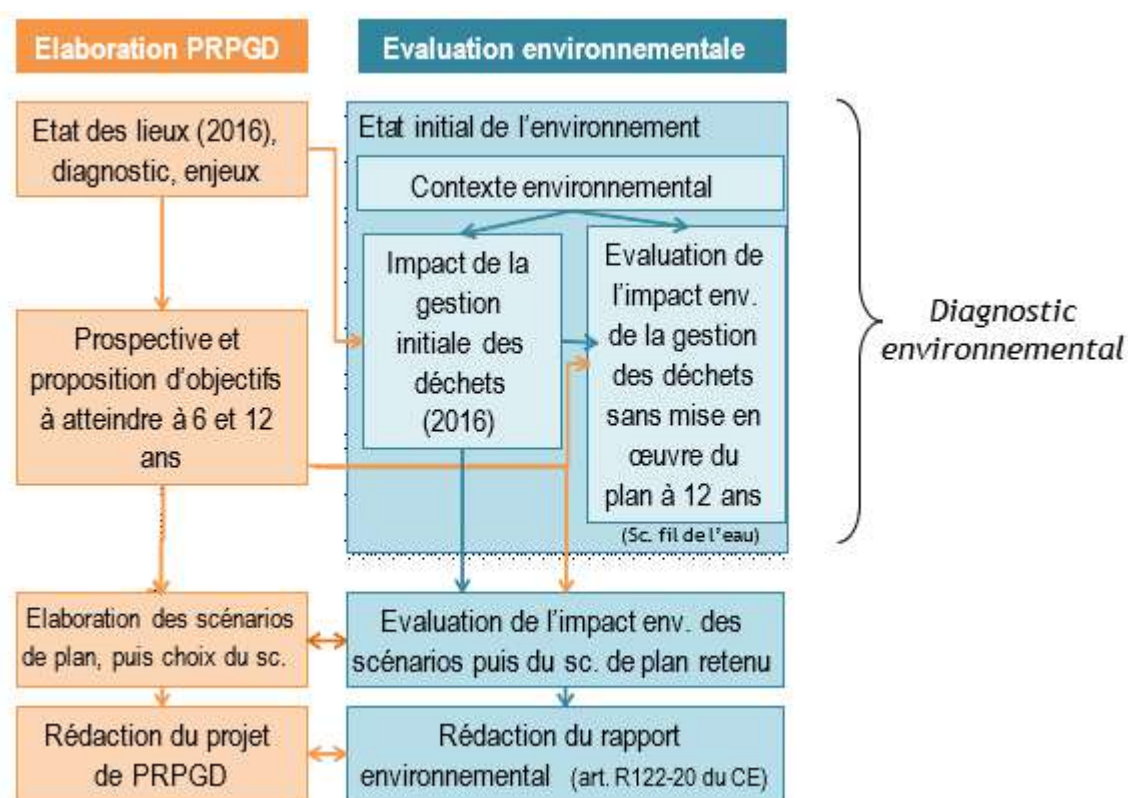 Elaboration PRPGD
Evaluation environnementale
Etat des lieux (2016),
diagnostic, enjeux
Prospective et
proposition d'objectifs
à atteindre à 6 et 12
ans
Elaboration des scénarios
de plan, puis choix du sc.
Rédaction du projet
de PRPGD
Etat initial de l'environnement
Contexte environnemental
Impact de la
gestion
initiale des
déchets
(2016)
Evaluation de
l'impact env.
de la gestion
des déchets
sans mise en
œuvre du
plan à 12 ans
(Sc. fil de l'eau)
Evaluation de l'impact env. des
scénarios puis du sc. de plan retenu
Rédaction du rapport
environnemental (art. R122-20 du CE)
Diagnostic
environnemental